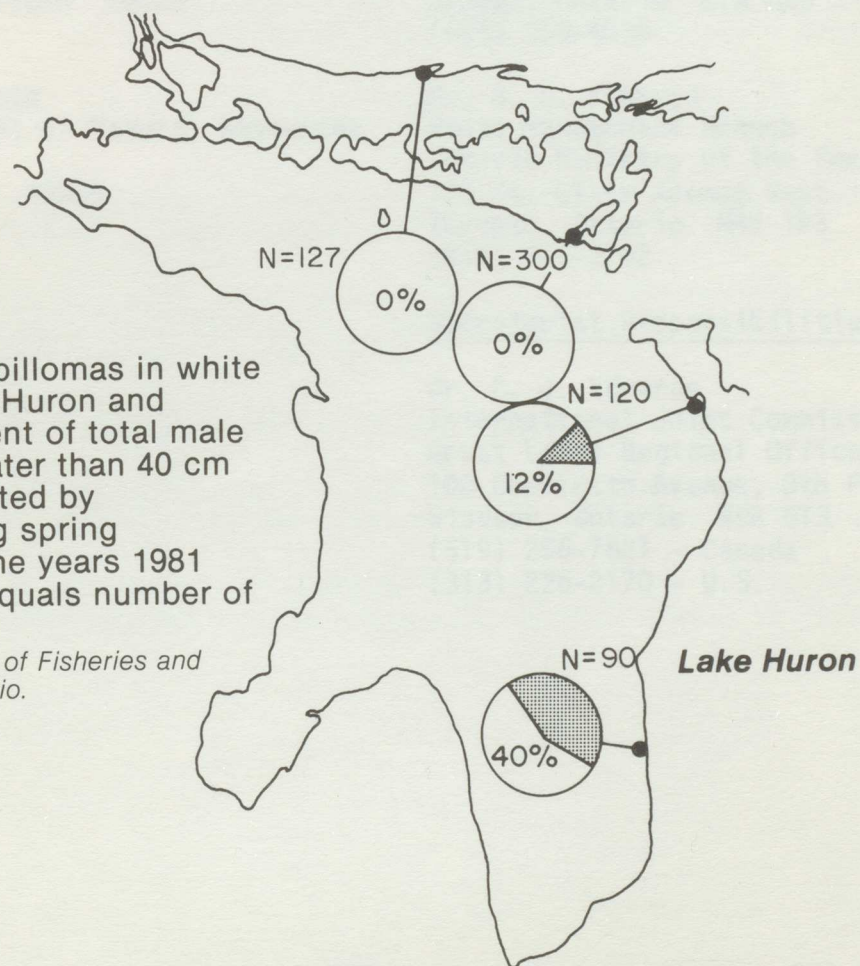 N=127
0%
N=300
0%
N=120
12%
N=90
40%
Lake Huron
pillomas in white
Huron and
ent of total male
ater than 40 cm
ted by
g spring
ne years 1981
quals number of
of Fisheries and
io.